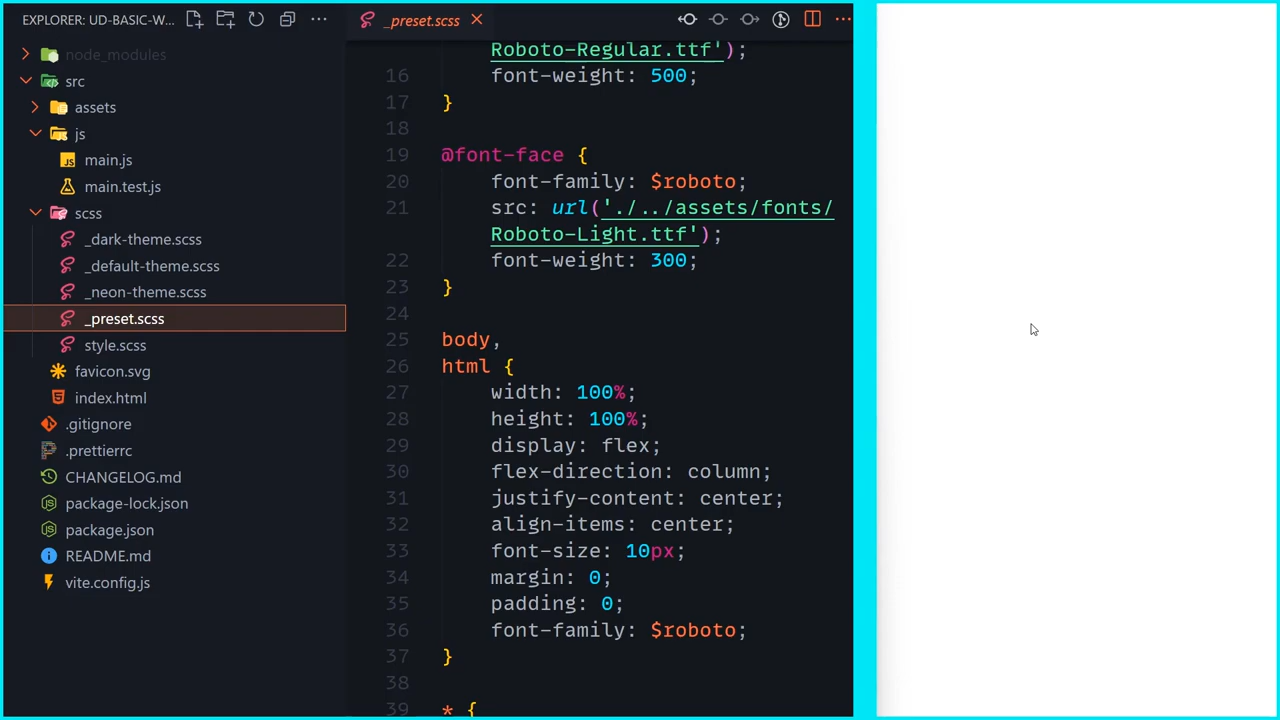 EXPLORER: UD-BASIC-W...
node_modules
src
assets
js
main.js
main.test.js
scss
_dark-theme.scss
_default-theme.scss
_neon-theme.scss
_preset.scss
style.scss
favicon.svg
index.html
.gitignore
.prettierrc
CHANGELOG.md
package-lock.json
package.json
README.md
vite.config.js
_preset.scss
Roboto-Regular.ttf');
16 font-weight: 500;
17 }
18
19 @font-face {
20 font-family: $roboto;
21 src: url('./../assets/fonts/
Roboto-Light.ttf');
22 font-weight: 300;
23 }
24
25 body,
26 html {
27 width: 100%;
28 height: 100%;
29 display: flex;
30 flex-direction: column;
31 justify-content: center;
32 align-items: center;
33 font-size: 10px;
34 margin: 0;
35 padding: 0;
36 font-family: $roboto;
37 }
38
39 * {